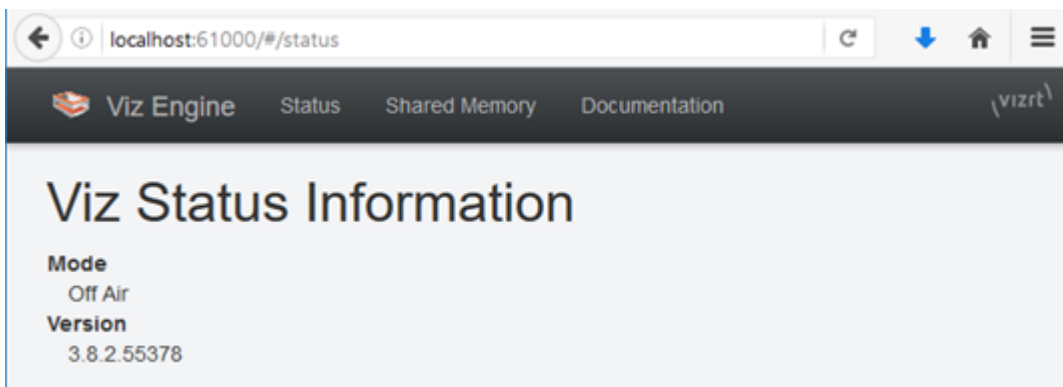 localhost:61000/#/status
Viz Engine Status Shared Memory Documentation vizrt
Viz Status Information
Mode
Off Air
Version
3.8.2.55378